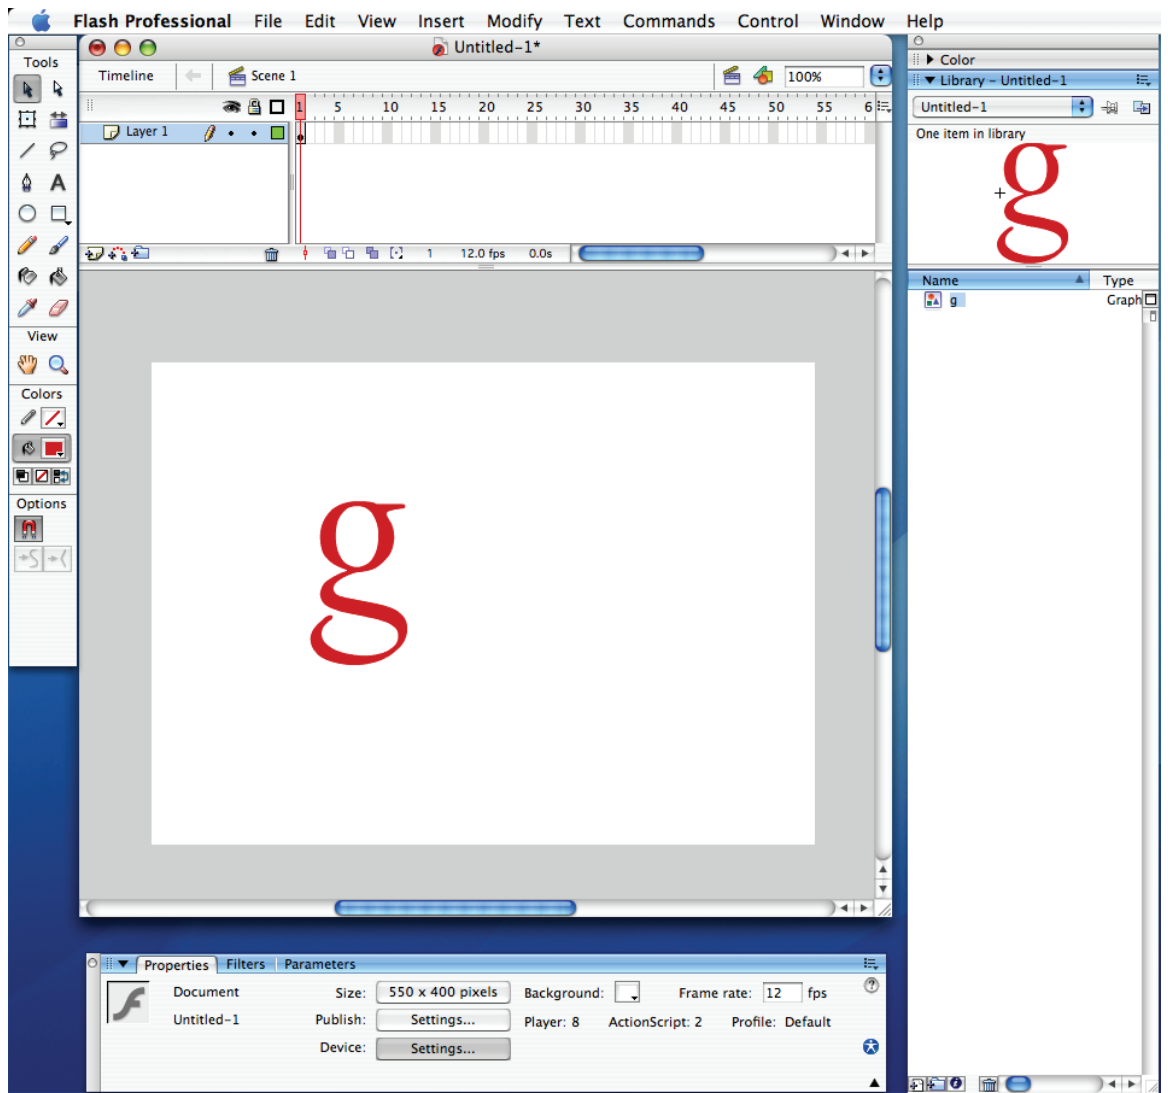 Flash Professional File Edit View Insert Modify Text Commands Control Window Help
Tools
View
Colors
Options
Untitled-1*
Timeline Scene 1 100%
1 5 10 15 20 25 30 35 40 45 50 55 6
Layer 1
1 12.0 fps 0.0s
g
Color
Library - Untitled-1
Untitled-1
One item in library
g
Name Type
g Graph
Properties Filters Parameters
Document Size: 550 x 400 pixels Background: Frame rate: 12 fps
Untitled-1 Publish: Settings... Player: 8 ActionScript: 2 Profile: Default
Device: Settings...